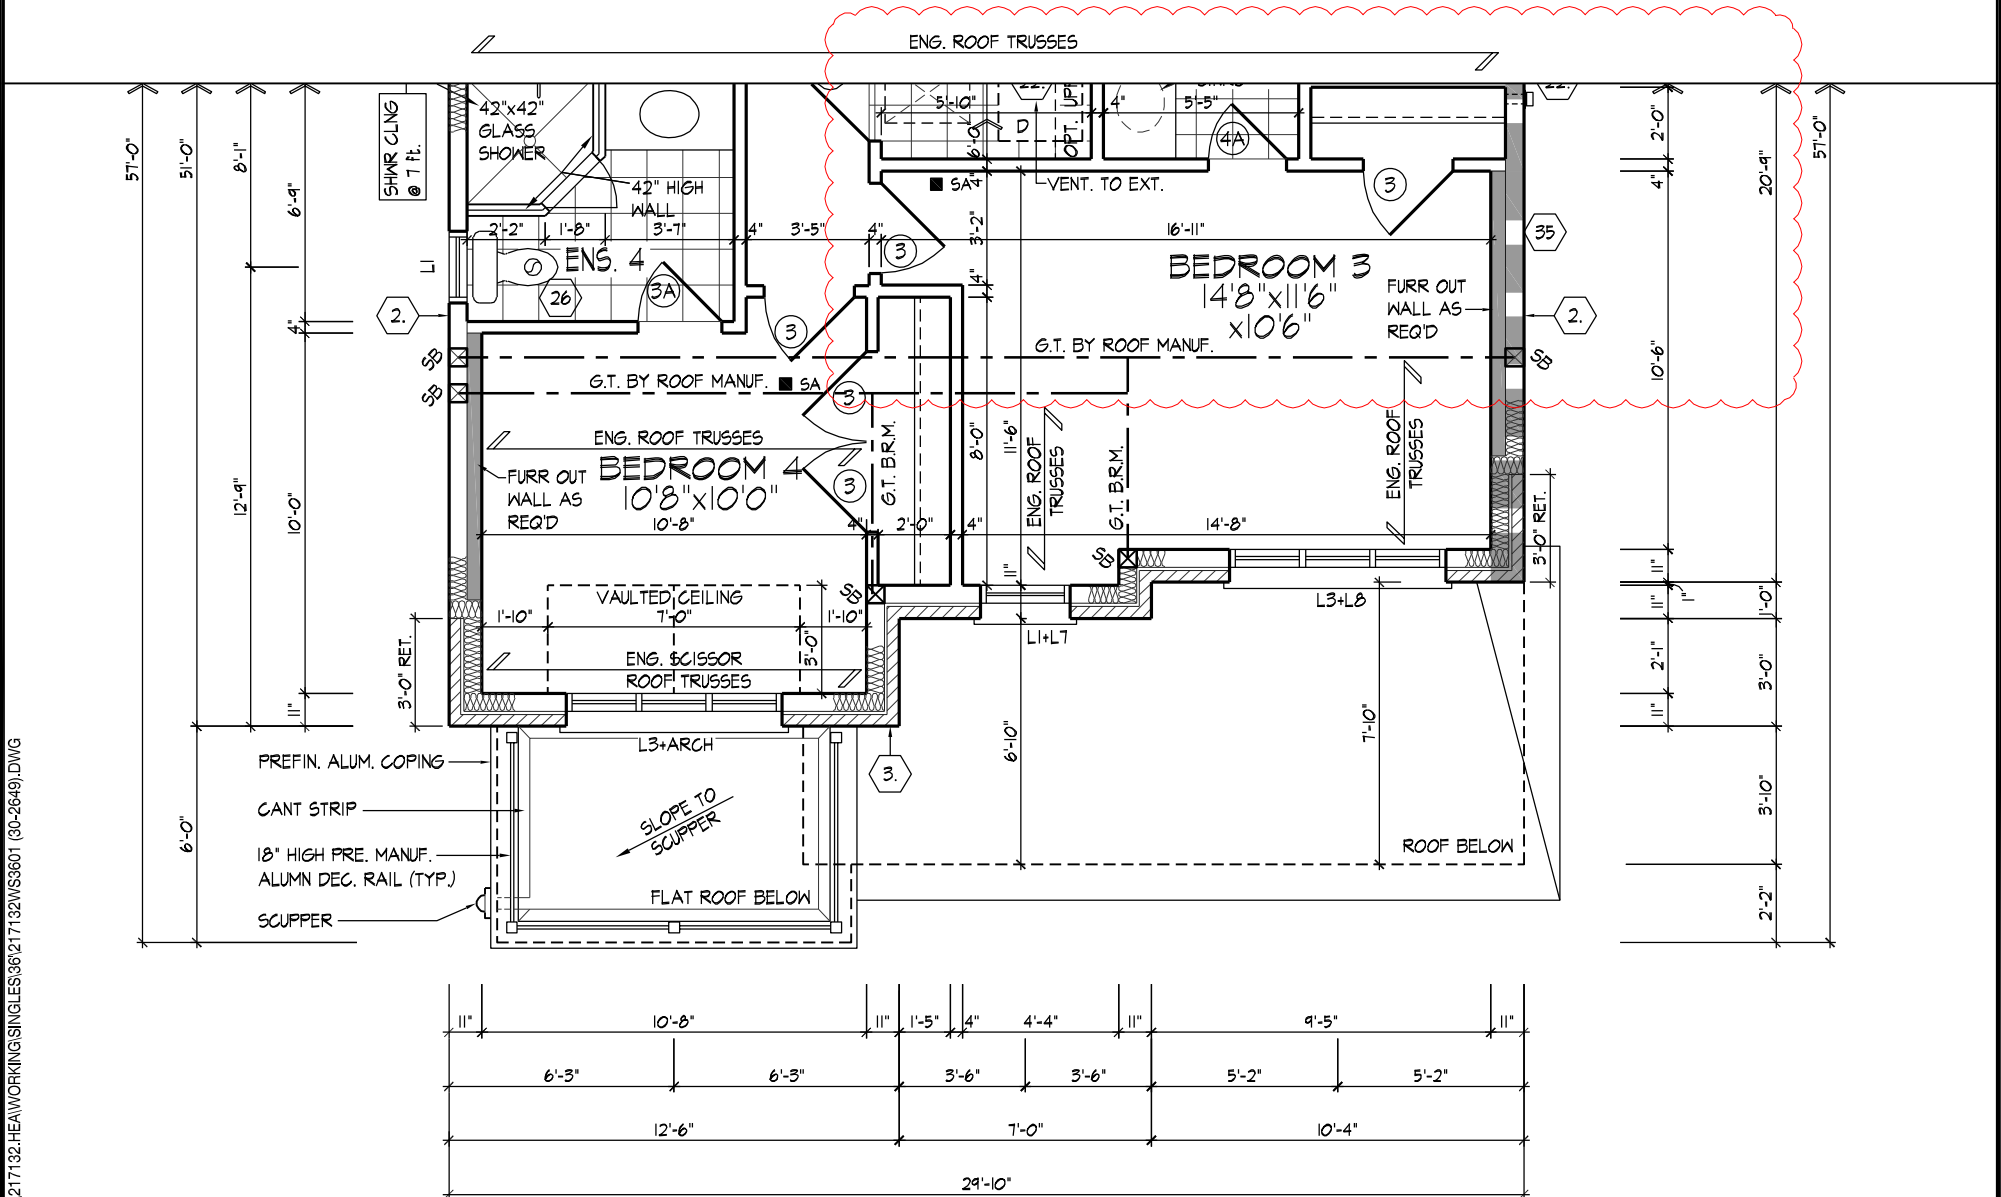 ENG. ROOF TRUSSES
57'-0"
51'-0"
8'-1"
6'-9"
4"
12'-9"
10'-0"
11"
6'-0"
SHWR CLNG
@ 7 ft.
42"x42"
GLASS
SHOWER
42" HIGH
WALL
2'-2"
1'-8"
3'-7"
4"
3'-5"
4"
ENS. 4
26
3A
L1
2.
3
3
SA
5'-10"
6'-0"
D
4"
5'-5"
4A
VENT. TO EXT.
4"
3'-2"
4"
16'-11"
3
BEDROOM 3
14'8"x11'6"
x10'6"
FURR OUT
WALL AS
REQ'D
35
2.
2'-0"
4"
10'-6"
20'-9"
57'-0"
SB
SB
SB
G.T. BY ROOF MANUF.
G.T. BY ROOF MANUF.
SA
3
3
ENG. ROOF TRUSSES
BEDROOM 4
10'8"x10'0"
FURR OUT
WALL AS
REQ'D
10'-8"
4"
2'-0"
4"
G.T. B.R.M.
8'-0"
11'-6"
11"
ENG. ROOF
TRUSSES
G.T. B.R.M.
14'-8"
ENG. ROOF
TRUSSES
3'-0" RET.
SB
SB
VAULTED CEILING
1'-10"
7'-0"
1'-10"
3'-0"
ENG. SCISSOR
ROOF TRUSSES
3'-0" RET.
L3+ARCH
L1+L7
L3+L8
11"
11"
1"
2'-1"
11"
1'-0"
3'-0"
3'-10"
2'-2"
3.
6'-10"
7'-10"
PREFIN. ALUM. COPING
CANT STRIP
18" HIGH PRE. MANUF.
ALUMN DEC. RAIL (TYP.)
SCUPPER
SLOPE TO
SCUPPER
FLAT ROOF BELOW
ROOF BELOW
11"
10'-8"
11"
1'-5"
4"
4'-4"
11"
9'-5"
11"
6'-3"
6'-3"
3'-6"
3'-6"
5'-2"
5'-2"
12'-6"
7'-0"
10'-4"
29'-10"
217132.HEA\WORKING\SINGLES\36\217132WS3601 (30-2649).DWG